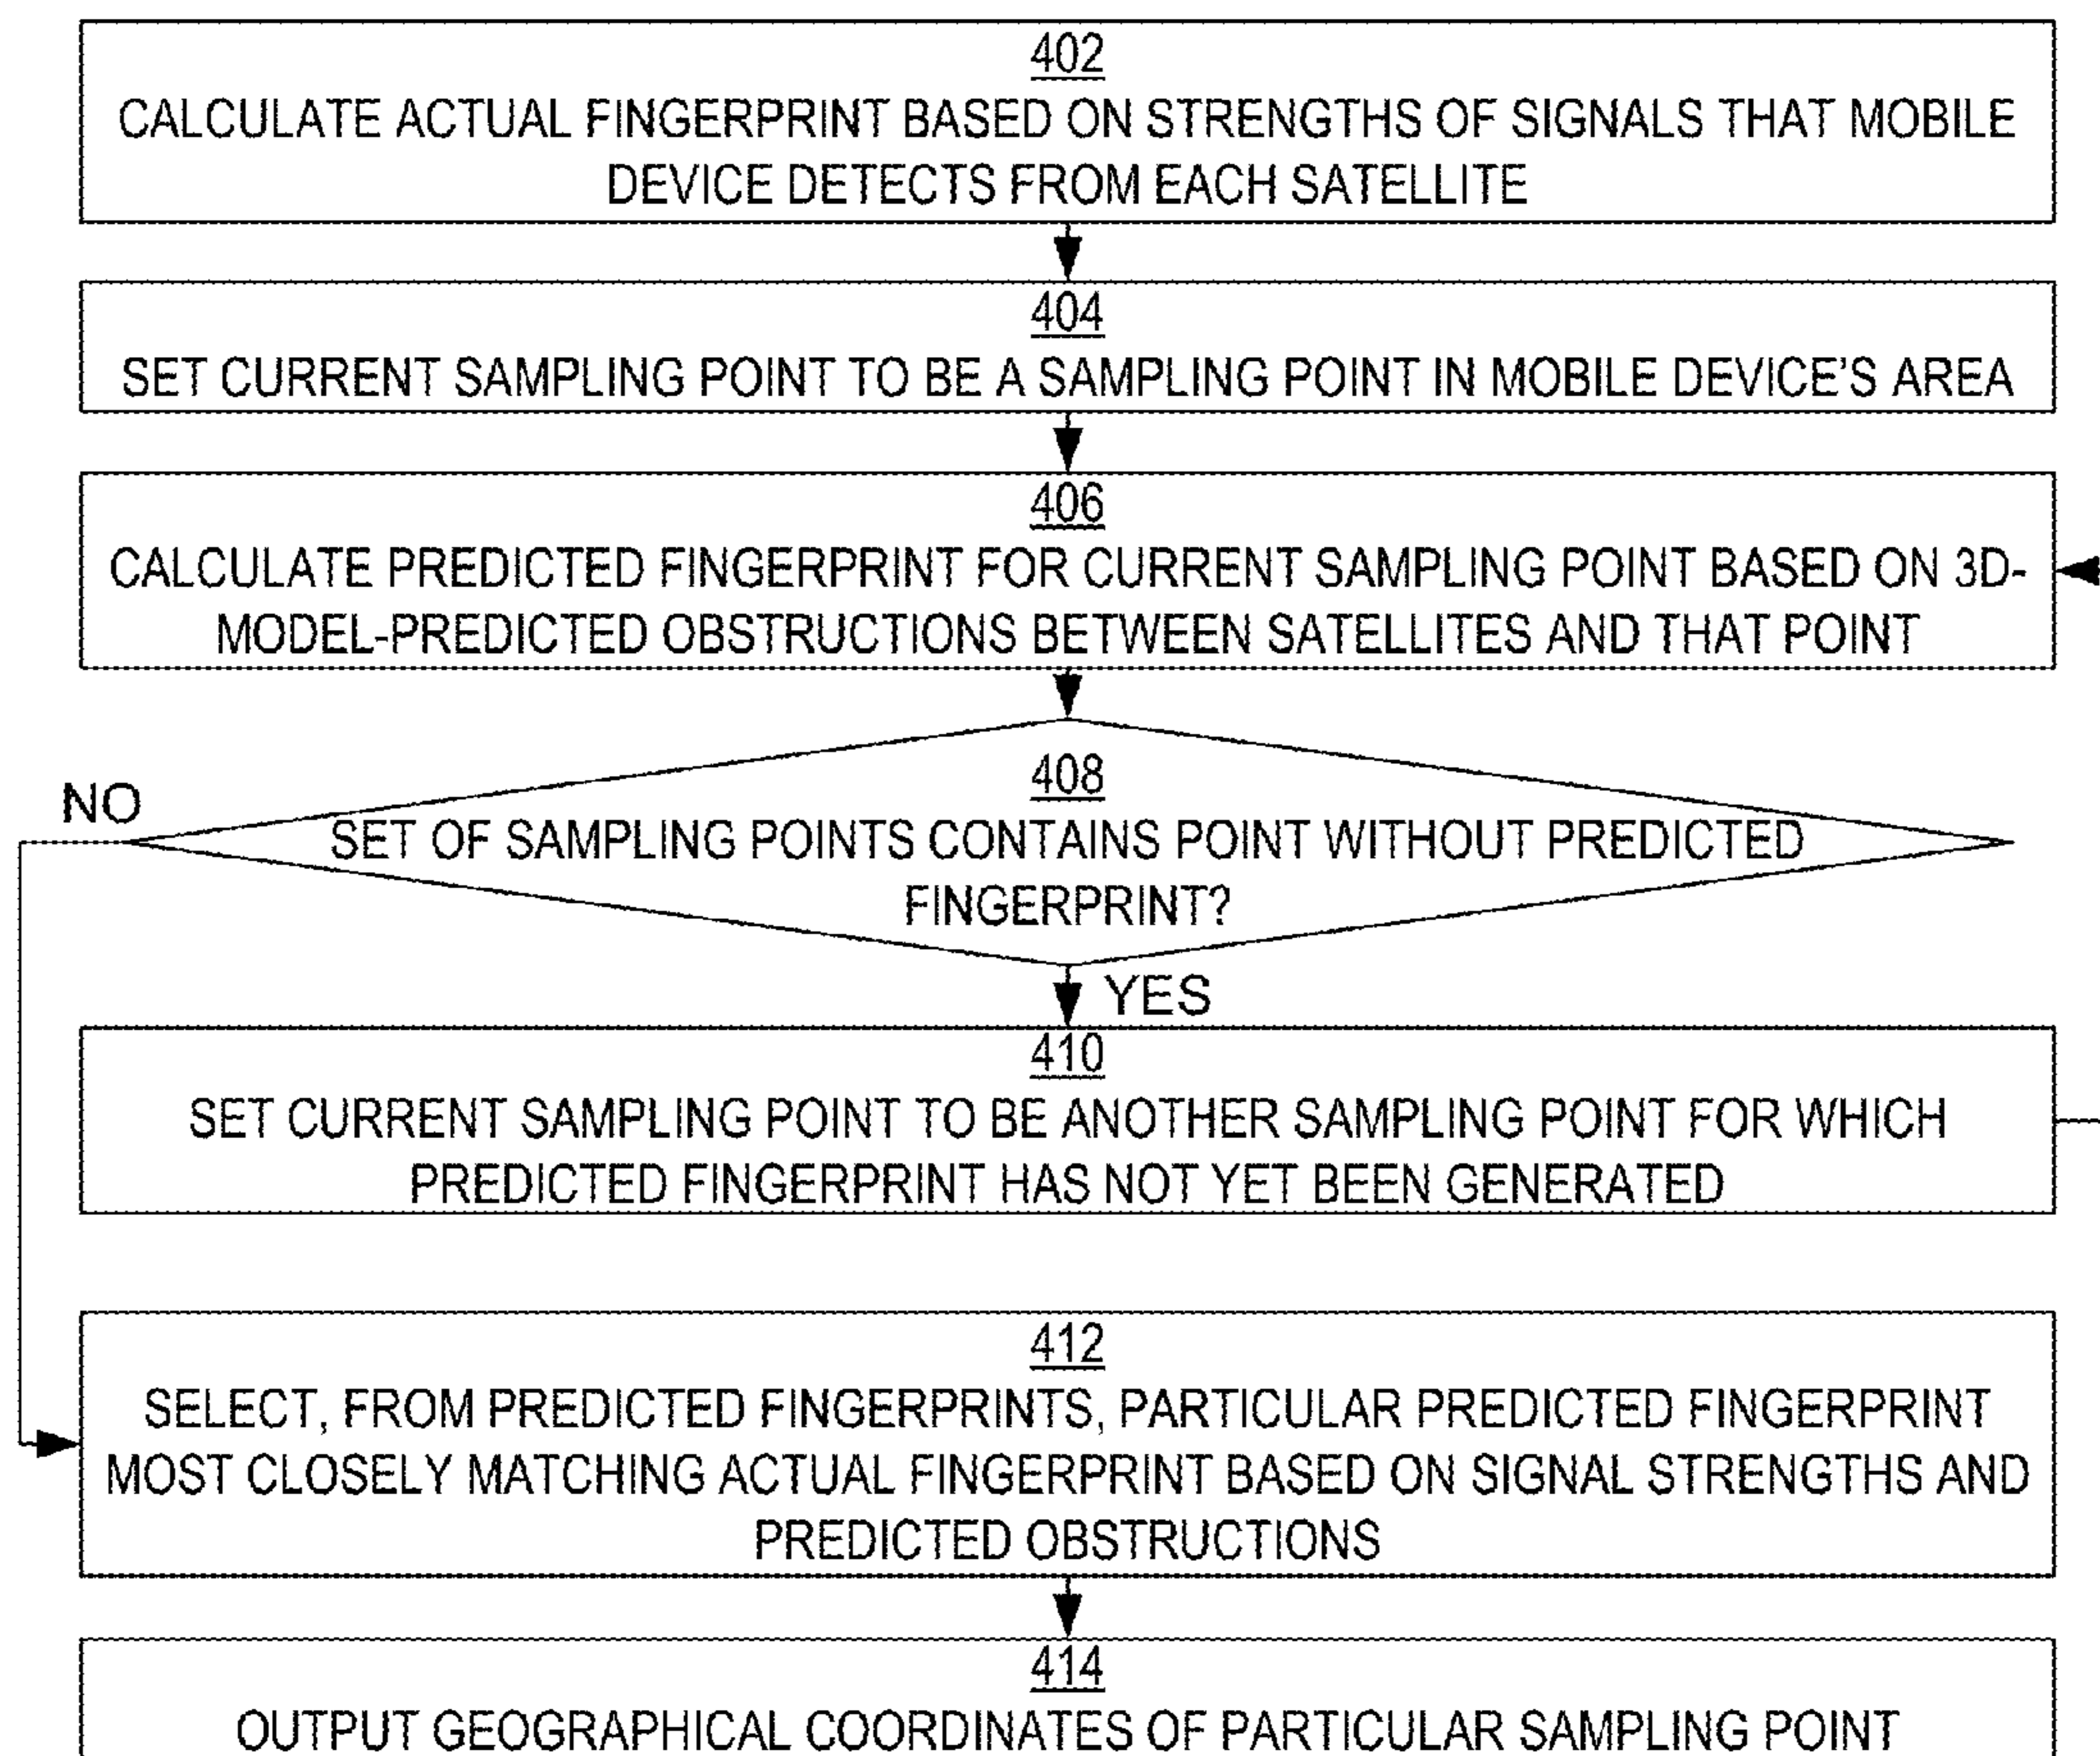 402
CALCULATE ACTUAL FINGERPRINT BASED ON STRENGTHS OF SIGNALS THAT MOBILE
DEVICE DETECTS FROM EACH SATELLITE
404
SET CURRENT SAMPLING POINT TO BE A SAMPLING POINT IN MOBILE DEVICE'S AREA
406
CALCULATE PREDICTED FINGERPRINT FOR CURRENT SAMPLING POINT BASED ON 3D-
MODEL-PREDICTED OBSTRUCTIONS BETWEEN SATELLITES AND THAT POINT
NO
408
SET OF SAMPLING POINTS CONTAINS POINT WITHOUT PREDICTED
FINGERPRINT?
YES
410
SET CURRENT SAMPLING POINT TO BE ANOTHER SAMPLING POINT FOR WHICH
PREDICTED FINGERPRINT HAS NOT YET BEEN GENERATED
412
SELECT, FROM PREDICTED FINGERPRINTS, PARTICULAR PREDICTED FINGERPRINT
MOST CLOSELY MATCHING ACTUAL FINGERPRINT BASED ON SIGNAL STRENGTHS AND
PREDICTED OBSTRUCTIONS
414
OUTPUT GEOGRAPHICAL COORDINATES OF PARTICULAR SAMPLING POINT